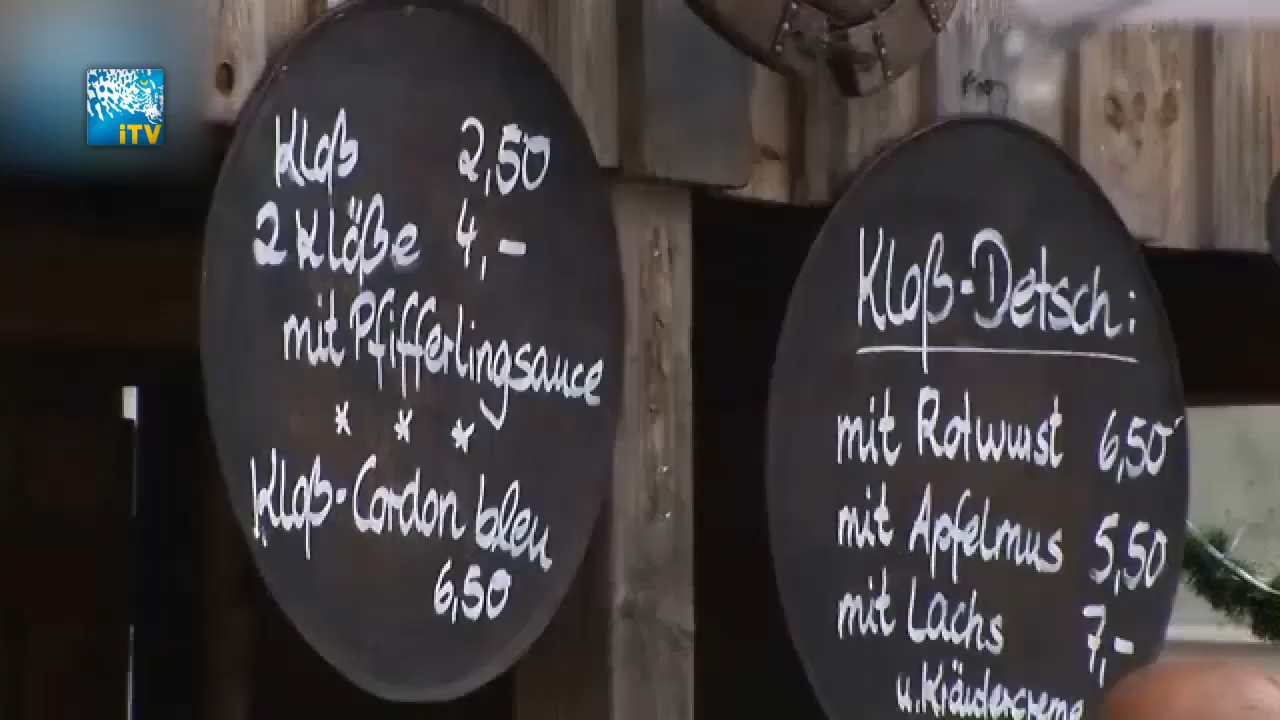 iTV
Kloß 2,50
2 Klöße 4,-
mit Pfifferlingsauce
* * *
Kloß-Cordon bleu
6,50
Kloß-Detsch:
mit Rotwurst 6,50
mit Apfelmus 5,50
mit Lachs 7,-
u. Kräutercreme